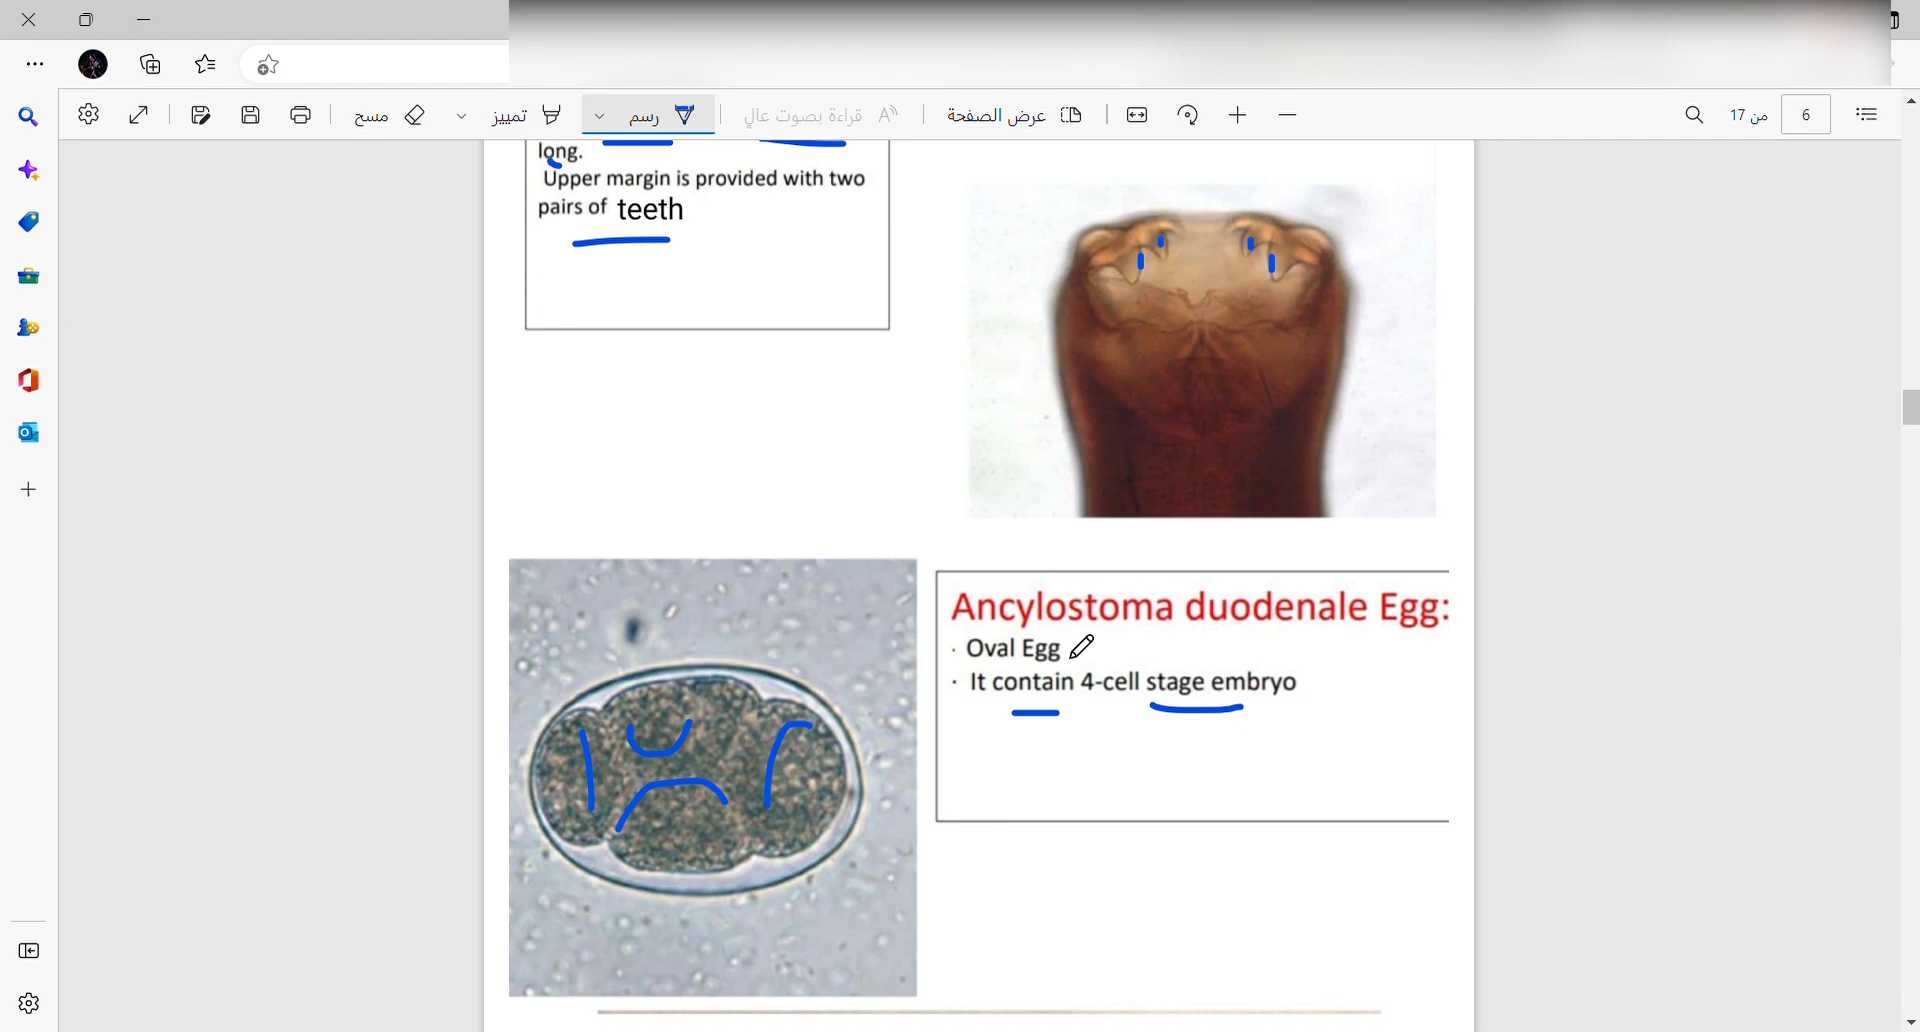 مسح
تمييز
رسم
قراءة بصوت عالٍ
عرض الصفحة
من 17
6
long.
Upper margin is provided with two
pairs of teeth
Ancylostoma duodenale Egg:
· Oval Egg
· It contain 4-cell stage embryo